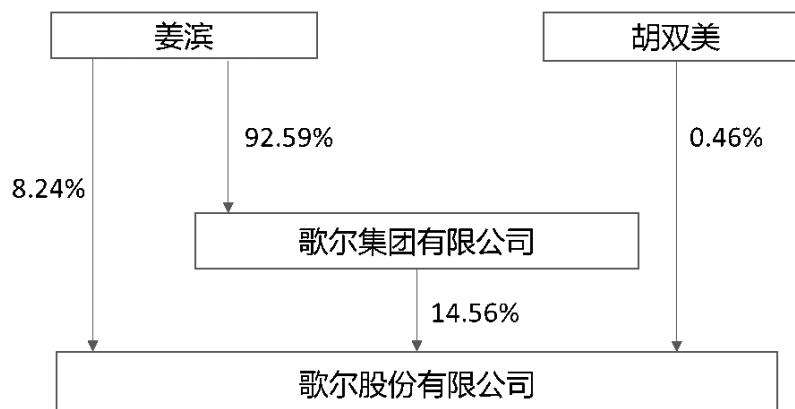 姜滨
胡双美
92.59%
0.46%
8.24%
歌尔集团有限公司
14.56%
歌尔股份有限公司